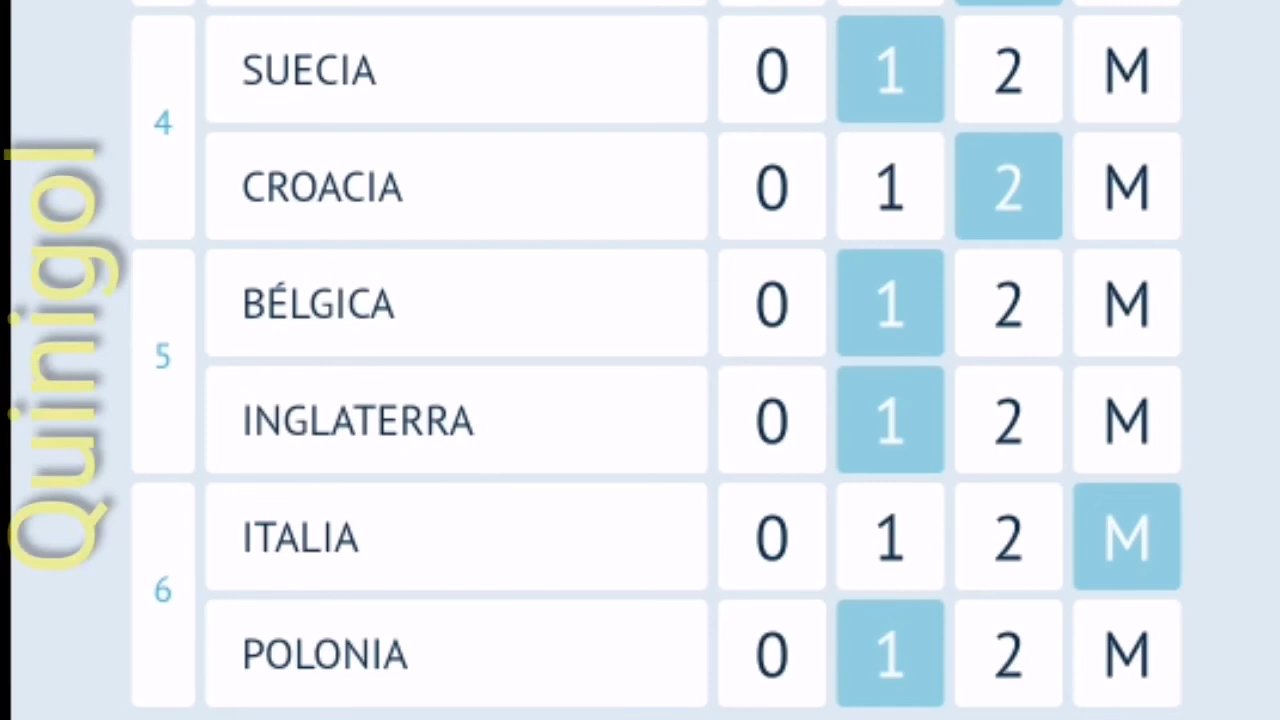 Quinigol
4
SUECIA 0 1 2 M
CROACIA 0 1 2 M
5
BÉLGICA 0 1 2 M
INGLATERRA 0 1 2 M
6
ITALIA 0 1 2 M
POLONIA 0 1 2 M